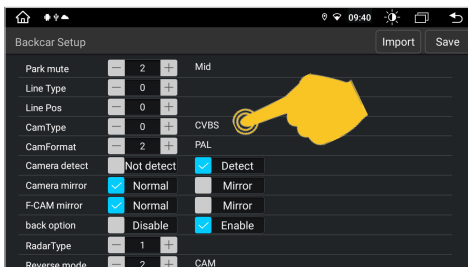 09:40
Backcar Setup Import Save
Park mute — 2 + Mid
Line Type — 0 +
Line Pos — 0 +
CamType — 0 + CVBS
CamFormat — 2 + PAL
Camera detect Not detect Detect
Camera mirror Normal Mirror
F-CAM mirror Normal Mirror
back option Disable Enable
RadarType — 1 +
Reverse mode — 2 + CAM